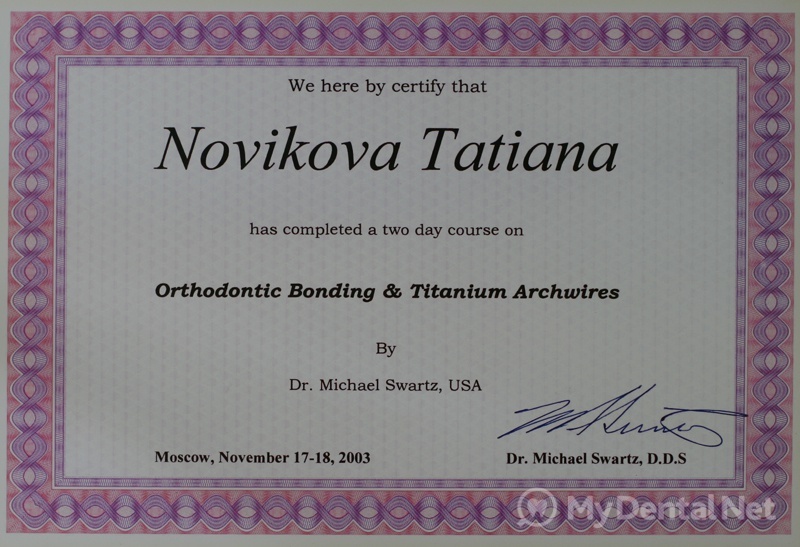 We here by certify that
Novikova Tatiana
has completed a two day course on
Orthodontic Bonding & Titanium Archwires
By
Dr. Michael Swartz, USA
Moscow, November 17-18, 2003
Dr. Michael Swartz, D.D.S
MyDental Net